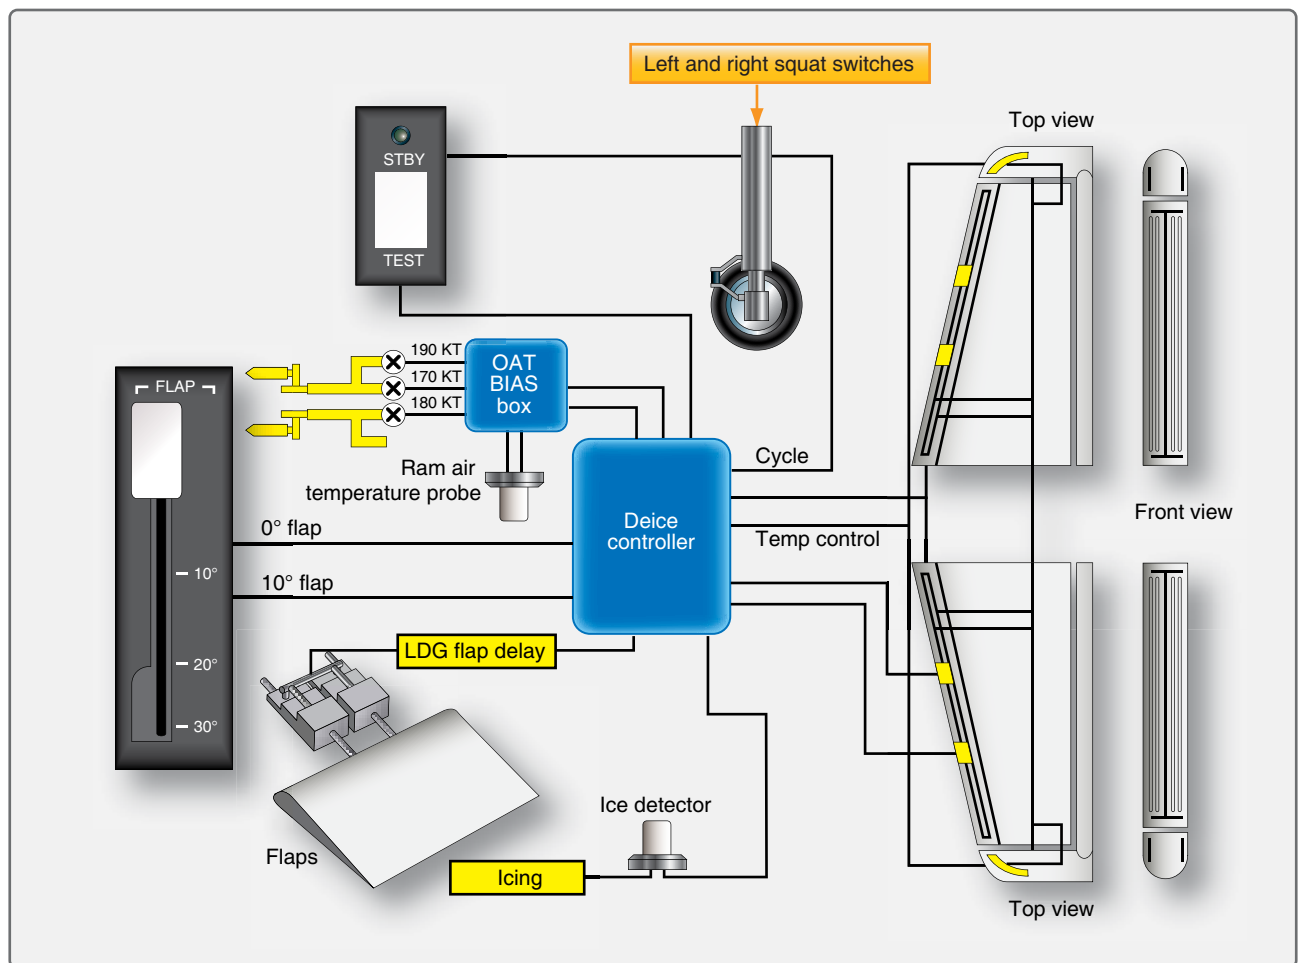 Left and right squat switches
Top view
STBY
TEST
190 KT
170 KT
180 KT
OAT
BIAS
box
FLAP
Ram air
temperature probe
Cycle
Front view
0° flap
Deice
controller
Temp control
10°
10° flap
LDG flap delay
20°
30°
Ice detector
Flaps
Icing
Top view